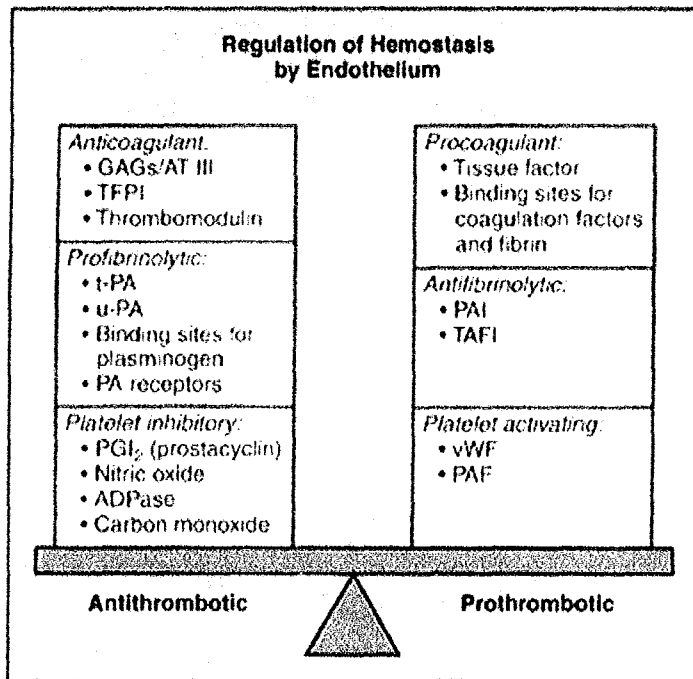 Regulation of Hemostasis
by Endothelium
Anticoagulant:
• GAGs/AT III
• TFPI
• Thrombomodulin
Profibrinolytic:
• t-PA
• u-PA
• Binding sites for
plasminogen
• PA receptors
Platelet inhibitory:
• PGI₂ (prostacyclin)
• Nitric oxide
• ADPase
• Carbon monoxide
Procoagulant:
• Tissue factor
• Binding sites for
coagulation factors
and fibrin
Antifibrinolytic:
• PAI
• TAFI
Platelet activating:
• vWF
• PAF
Antithrombotic
Prothrombotic